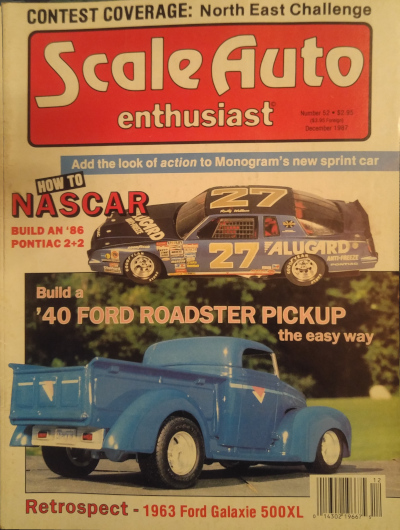 CONTEST COVERAGE: North East Challenge
Scale Auto
enthusiast
Number 52 • $2.95
December 1987
Add the look of action to Monogram's new sprint car
HOW TO
NASCAR
BUILD AN '86
PONTIAC 2+2
27
27
ALUGARD
ANTI-FREEZE
Build a
'40 FORD ROADSTER PICKUP
the easy way
Retrospect - 1963 Ford Galaxie 500XL